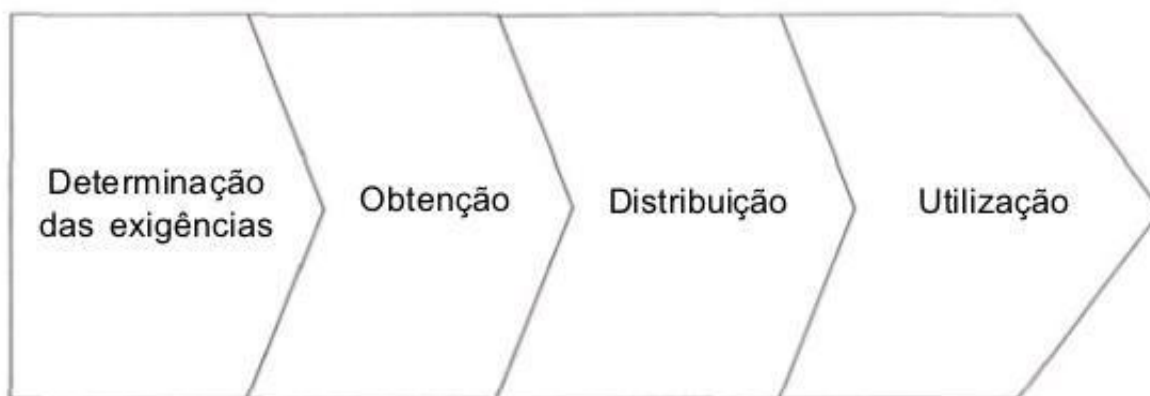 Determinação
das exigências
Obtenção
Distribuição
Utilização